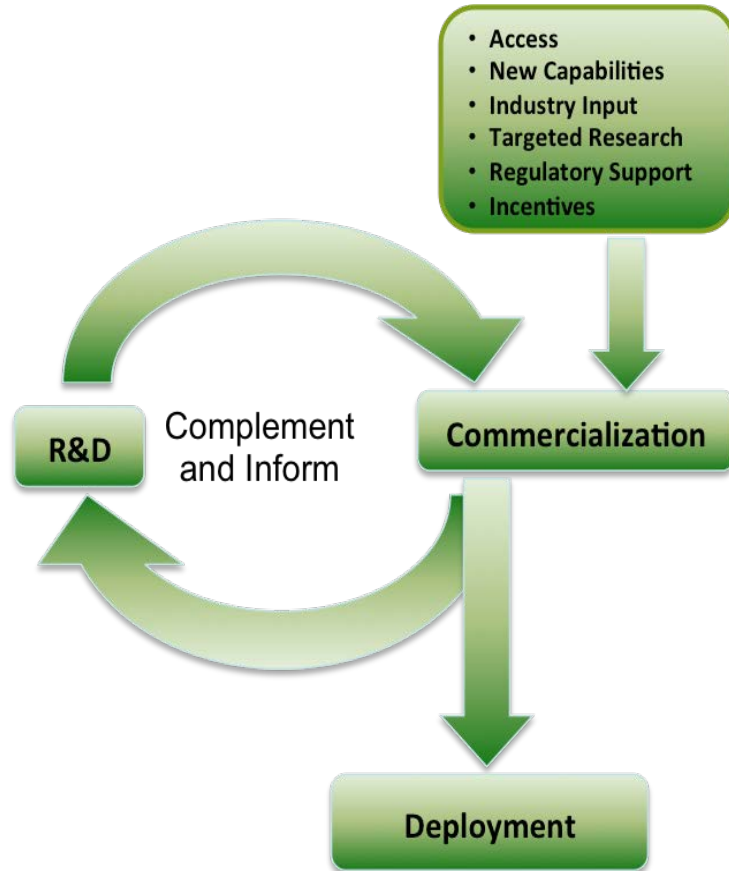 • Access
• New Capabilities
• Industry Input
• Targeted Research
• Regulatory Support
• Incentives
R&D
Complement
and Inform
Commercialization
Deployment